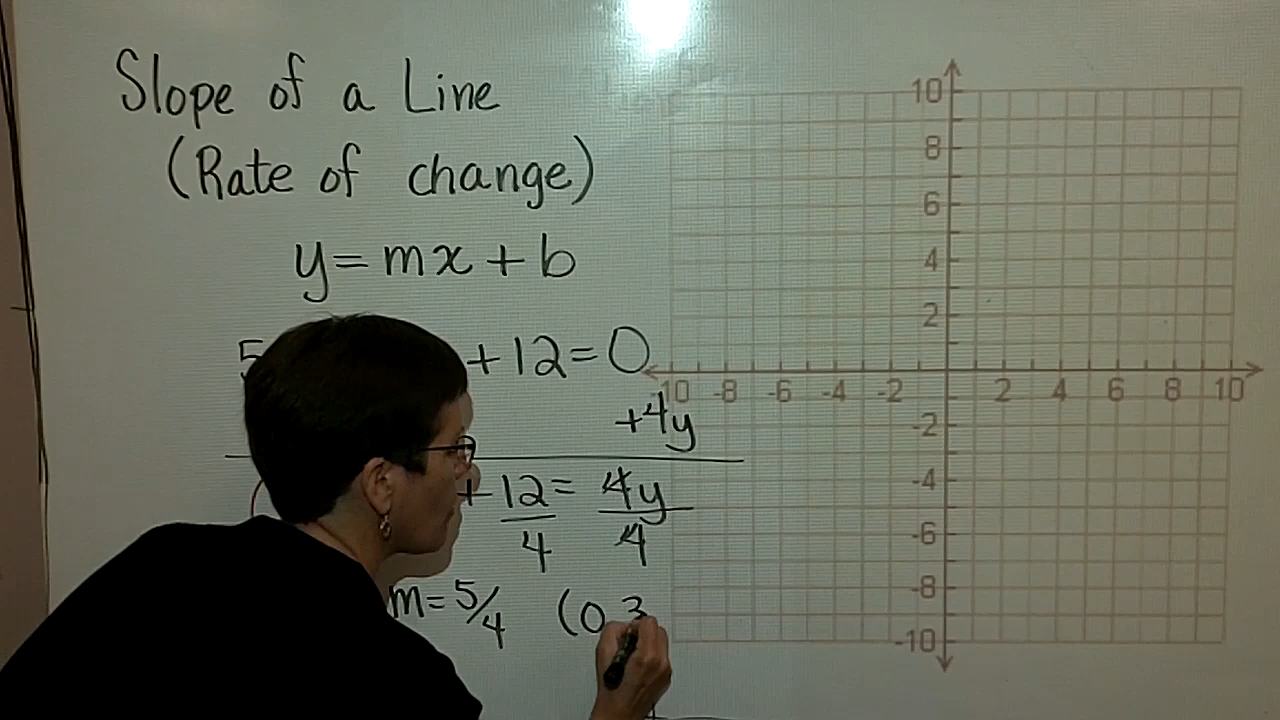 Slope of a Line
(Rate of change)
y = mx + b
5 + 12 = 0
+4y
+ 12/4 = 4y/4
m = 5/4 (0 3
10
8
6
4
2
-10 -8 -6 -4 -2 2 4 6 8 10
-2
-4
-6
-8
-10